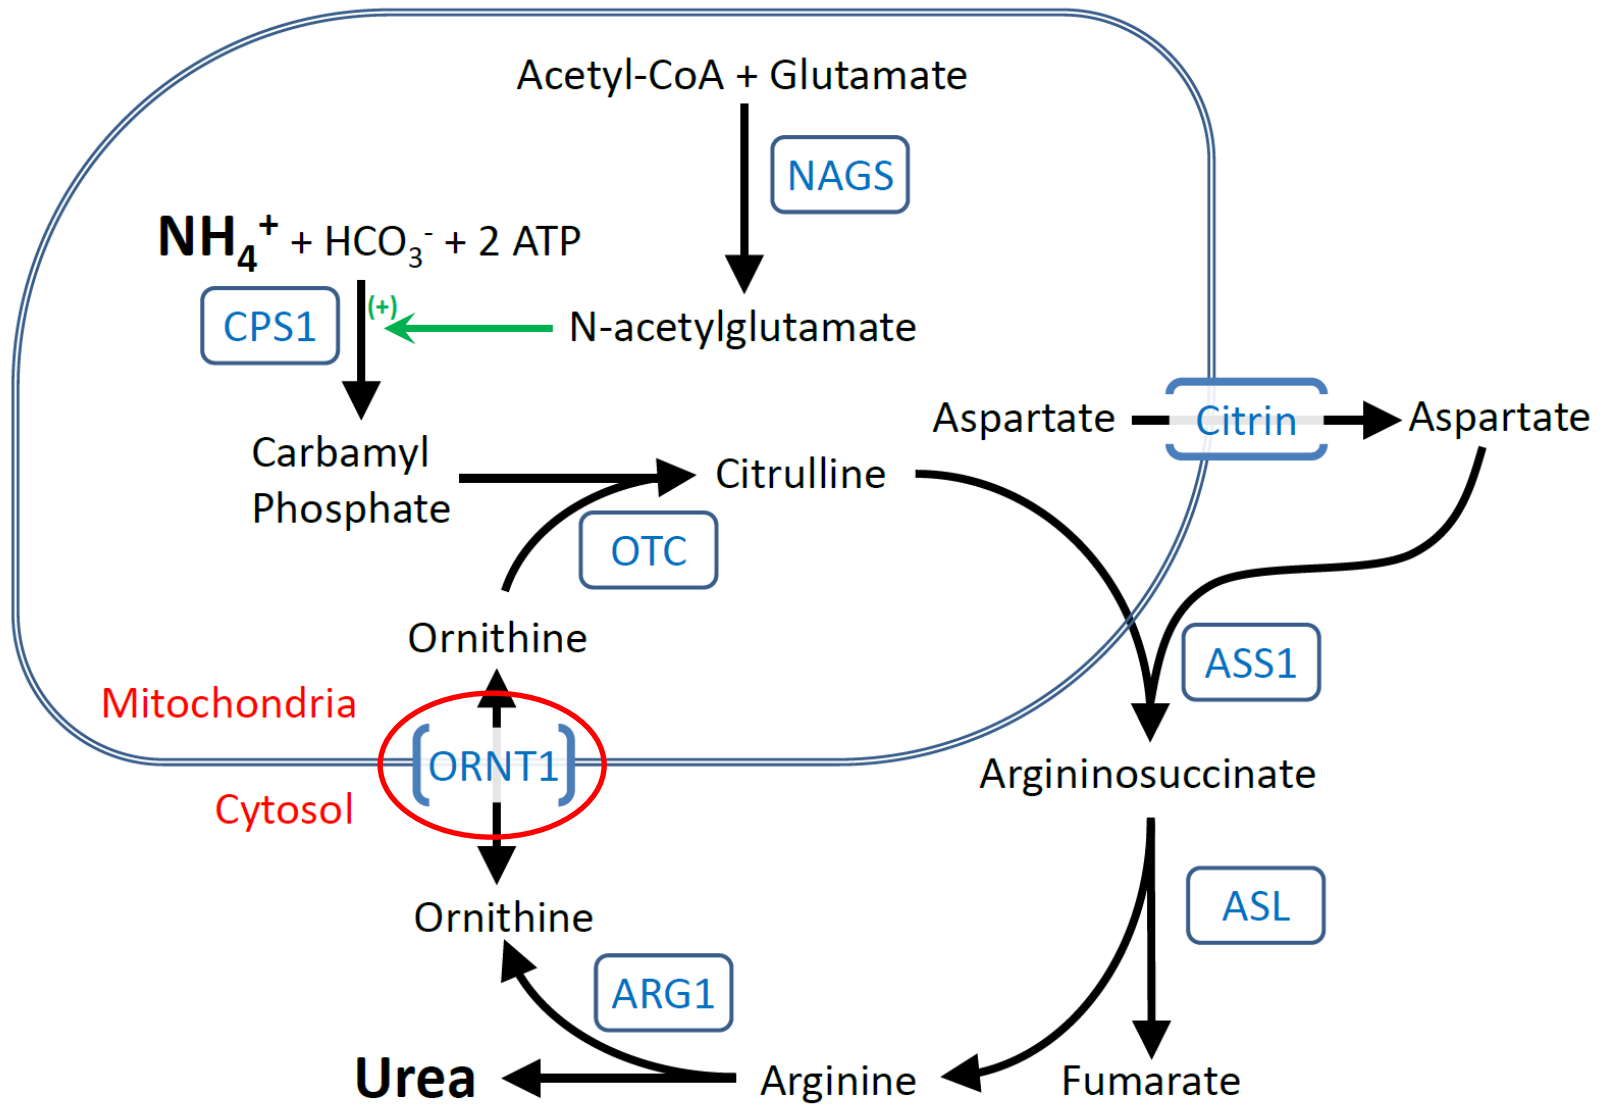 Acetyl-CoA + Glutamate
NAGS
NH₄⁺ + HCO₃⁻ + 2 ATP
CPS1
(+)
N-acetylglutamate
Aspartate
Citrin
Aspartate
Carbamyl
Phosphate
Citrulline
OTC
Ornithine
ASS1
Mitochondria
ORNT1
Cytosol
Argininosuccinate
ASL
Ornithine
ARG1
Urea
Arginine
Fumarate